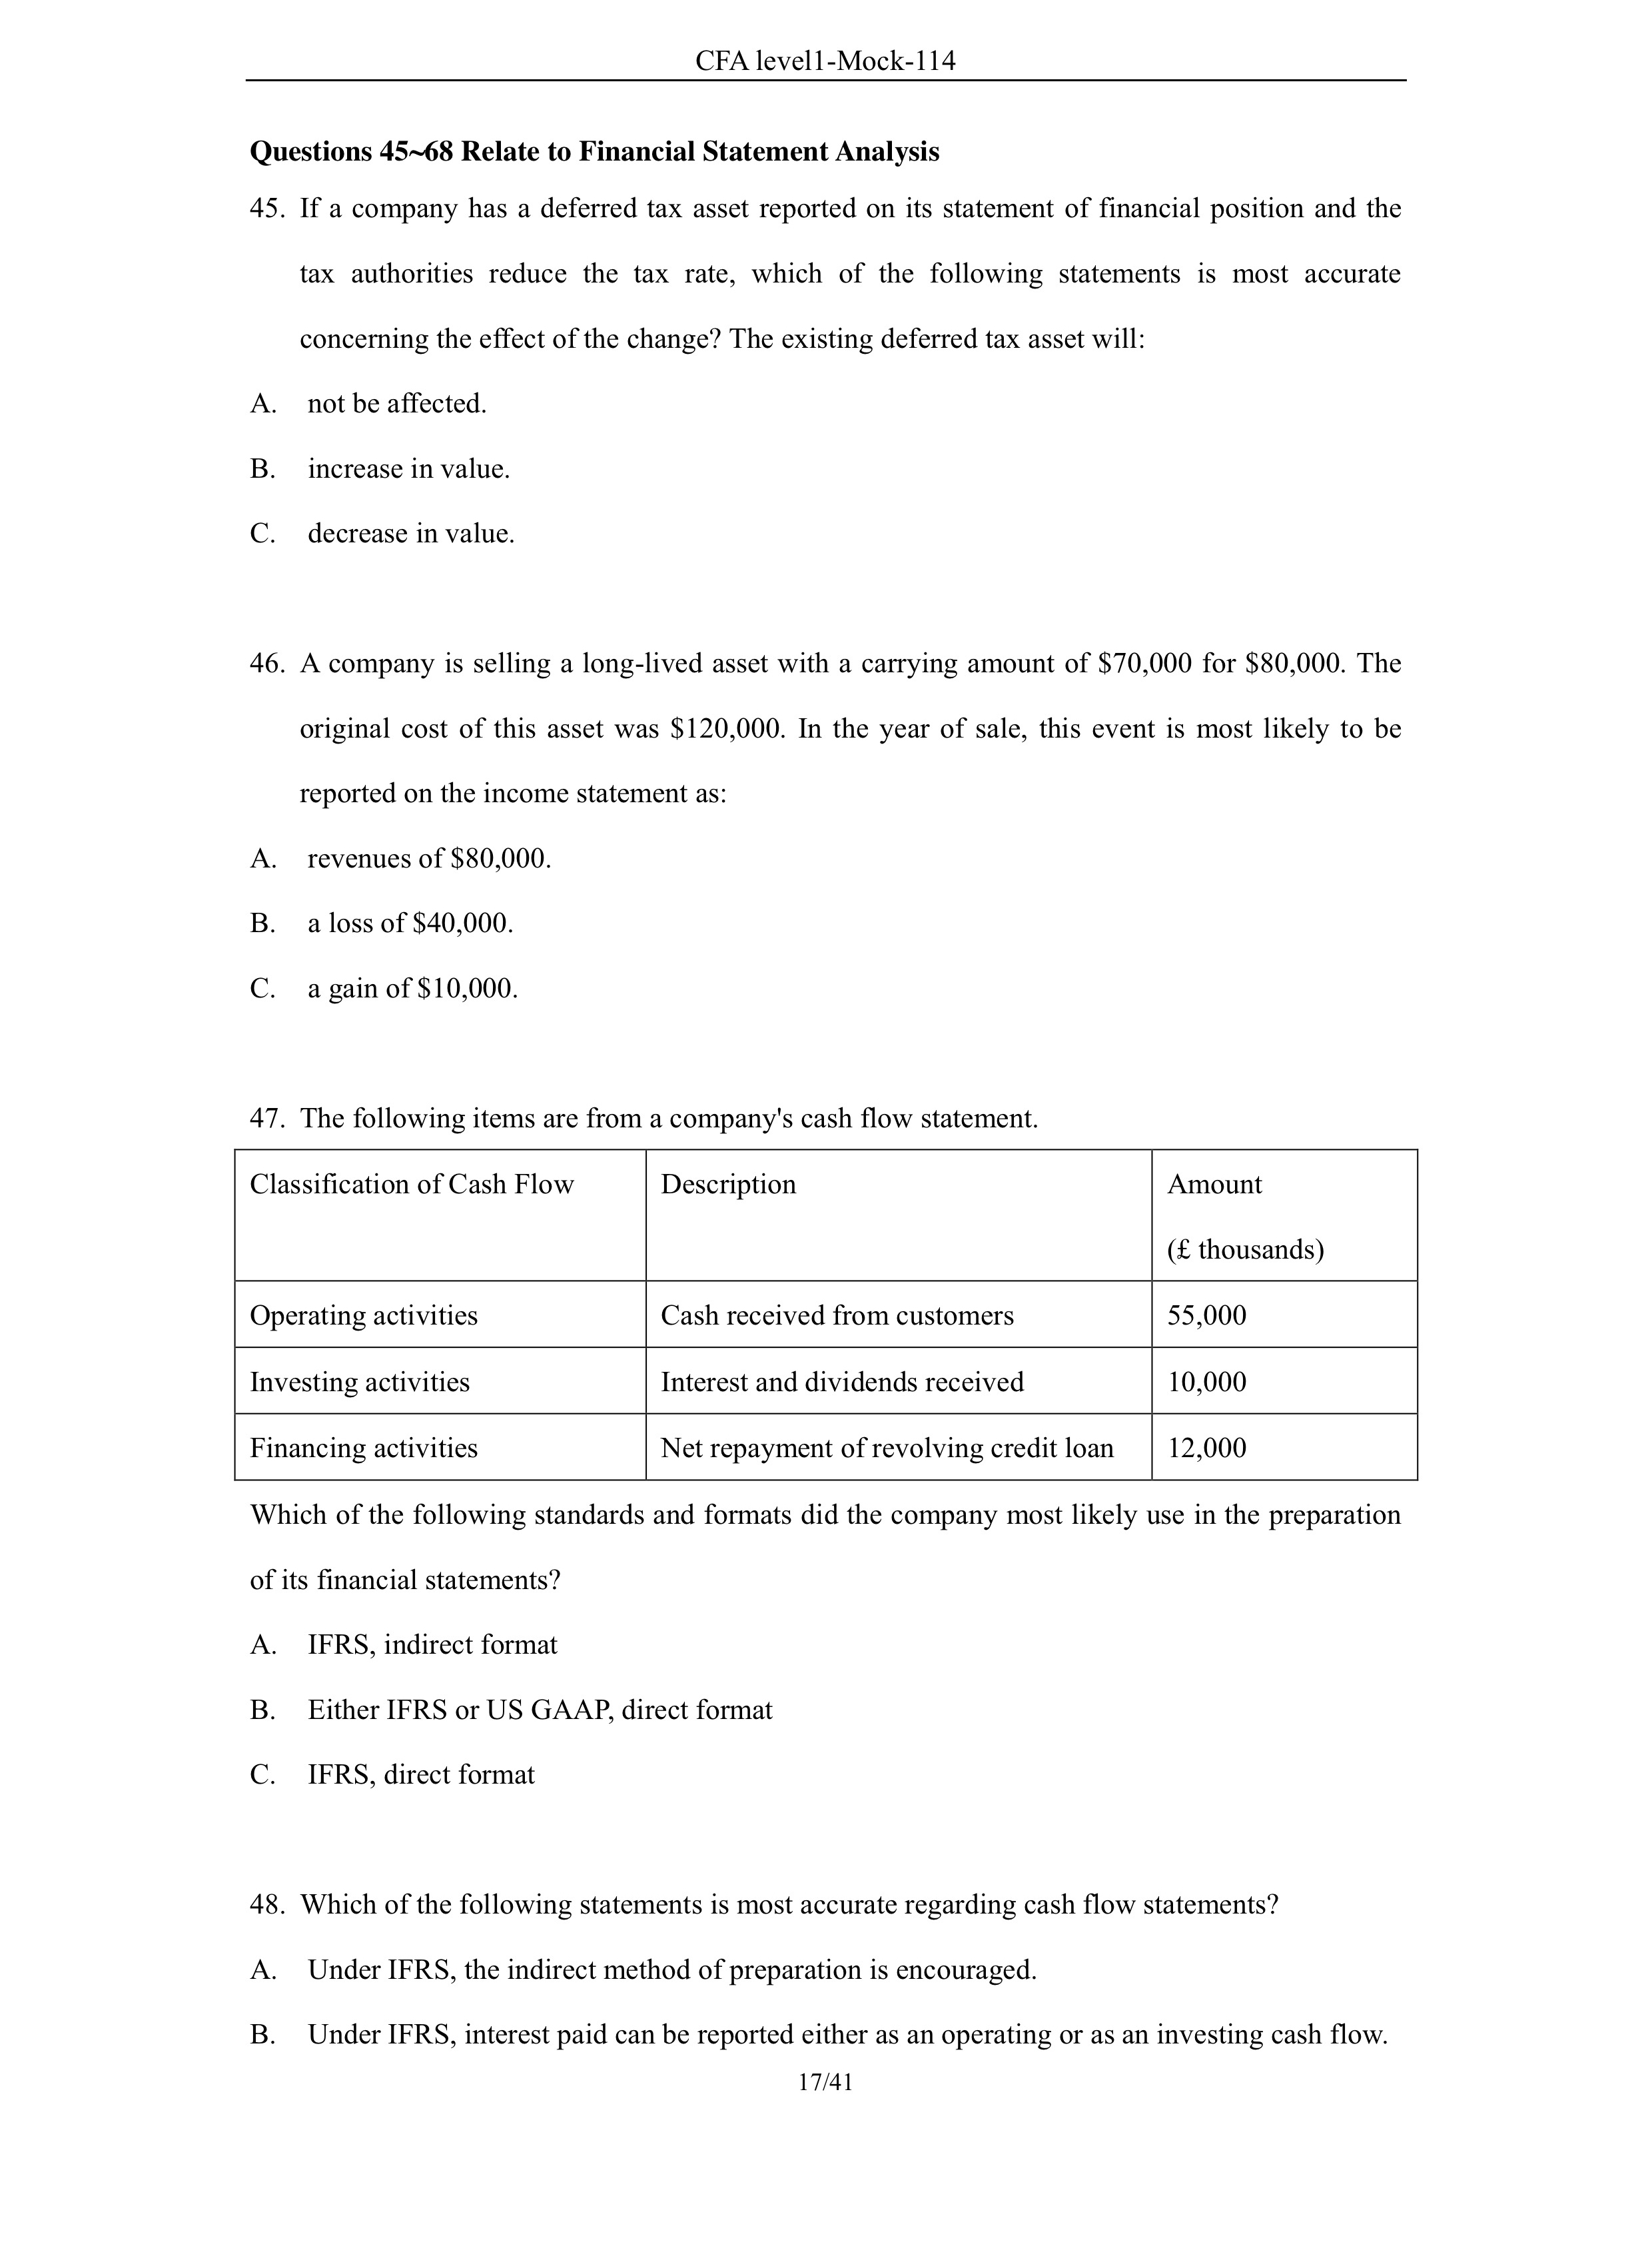 CFA level1-Mock-114
Questions 45~68 Relate to Financial Statement Analysis
45. If a company has a deferred tax asset reported on its statement of financial position and the
tax authorities reduce the tax rate, which of the following statements is most accurate
concerning the effect of the change? The existing deferred tax asset will:
A. not be affected.
B. increase in value.
C. decrease in value.
46. A company is selling a long-lived asset with a carrying amount of $70,000 for $80,000. The
original cost of this asset was $120,000. In the year of sale, this event is most likely to be
reported on the income statement as:
A. revenues of $80,000.
B. a loss of $40,000.
C. a gain of $10,000.
47. The following items are from a company's cash flow statement.
Classification of Cash Flow Description Amount
(£ thousands)
Operating activities Cash received from customers 55,000
Investing activities Interest and dividends received 10,000
Financing activities Net repayment of revolving credit loan 12,000
Which of the following standards and formats did the company most likely use in the preparation
of its financial statements?
A. IFRS, indirect format
B. Either IFRS or US GAAP, direct format
C. IFRS, direct format
48. Which of the following statements is most accurate regarding cash flow statements?
A. Under IFRS, the indirect method of preparation is encouraged.
B. Under IFRS, interest paid can be reported either as an operating or as an investing cash flow.
17/41